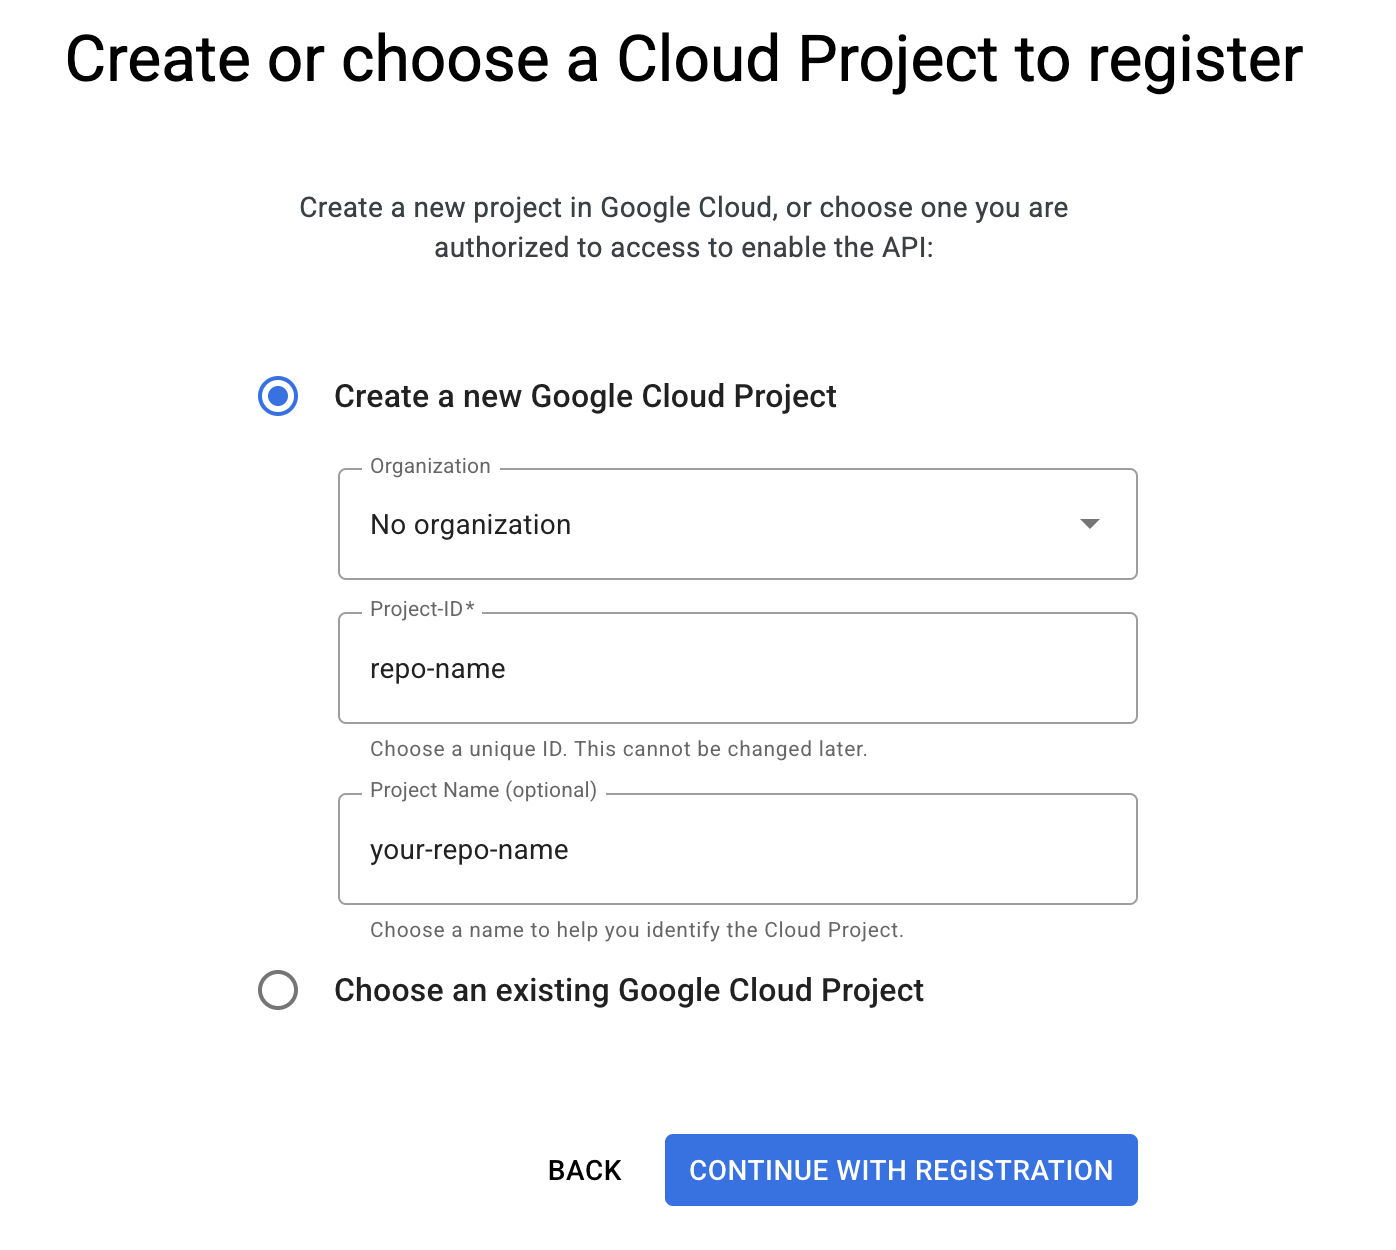 Create or choose a Cloud Project to register
Create a new project in Google Cloud, or choose one you are
authorized to access to enable the API:
Create a new Google Cloud Project
Organization
No organization
Project-ID*
repo-name
Choose a unique ID. This cannot be changed later.
Project Name (optional)
your-repo-name
Choose a name to help you identify the Cloud Project.
Choose an existing Google Cloud Project
BACK
CONTINUE WITH REGISTRATION